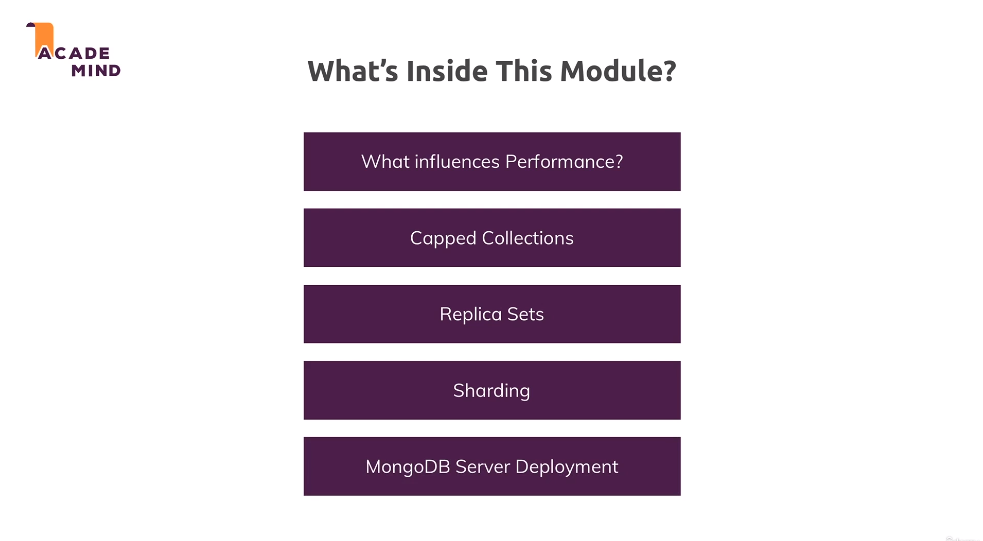 ACADE
MIND
What's Inside This Module?
What influences Performance?
Capped Collections
Replica Sets
Sharding
MongoDB Server Deployment